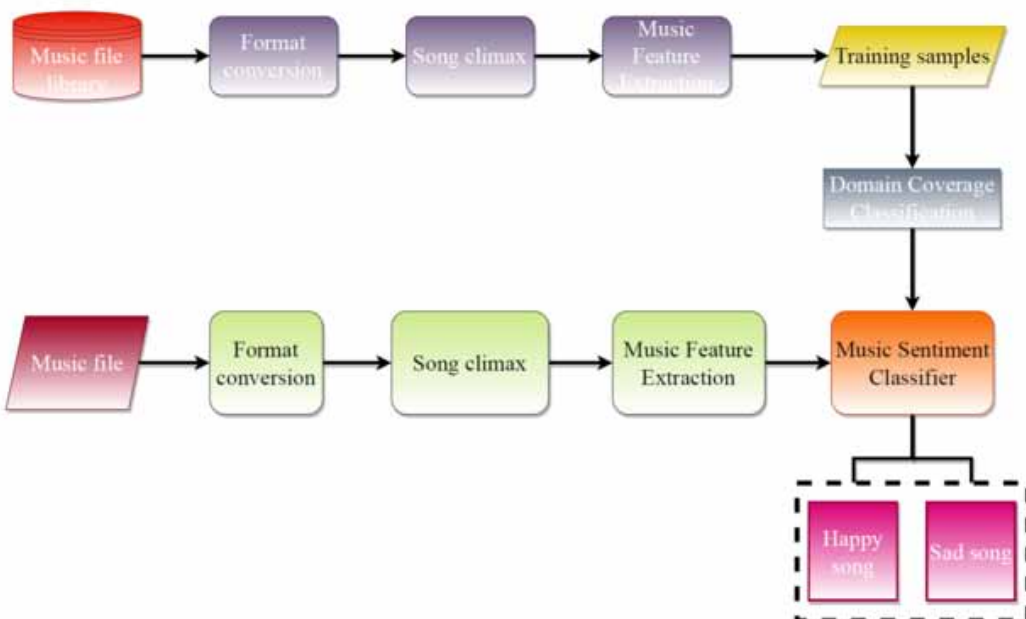 Music file
library
Format
conversion
Song climax
Music
Feature
Extraction
Training samples
Domain Coverage
Classification
Music file
Format
conversion
Song climax
Music Feature
Extraction
Music Sentiment
Classifier
Happy
song
Sad song